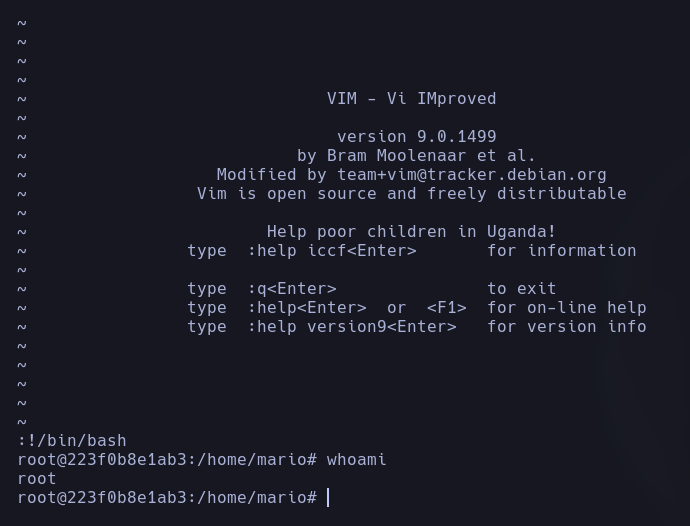 ~
~
~
~
~ VIM - Vi IMproved
~
~ version 9.0.1499
~ by Bram Moolenaar et al.
~ Modified by team+vim@tracker.debian.org
~ Vim is open source and freely distributable
~
~ Help poor children in Uganda!
~ type  :help iccf<Enter>       for information
~
~ type  :q<Enter>               to exit
~ type  :help<Enter>  or  <F1>  for on-line help
~ type  :help version9<Enter>   for version info
~
~
~
~
~
:!/bin/bash
root@223f0b8e1ab3:/home/mario# whoami
root
root@223f0b8e1ab3:/home/mario#